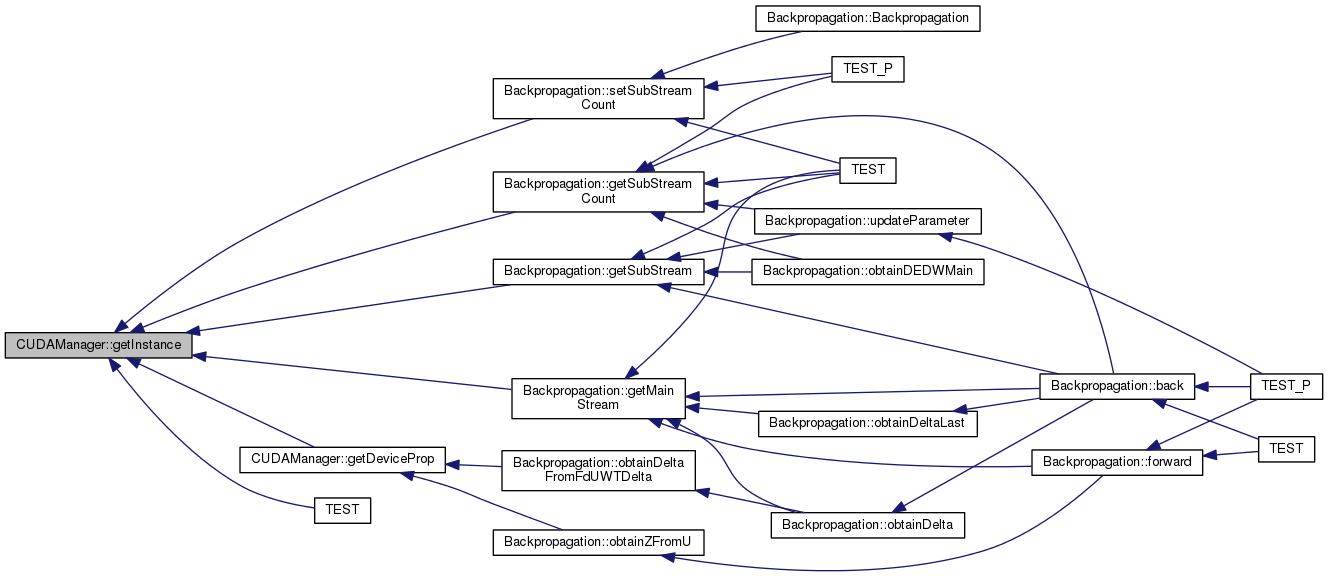 Backpropagation::Backpropagation
TEST_P
Backpropagation::setSubStream
Count
TEST
Backpropagation::getSubStream
Count
Backpropagation::updateParameter
Backpropagation::getSubStream
Backpropagation::obtainDEDWMain
CUDAManager::getInstance
Backpropagation::getMain
Stream
Backpropagation::back
TEST_P
Backpropagation::obtainDeltaLast
TEST
CUDAManager::getDeviceProp
Backpropagation::obtainDelta
FromFdUWTDelta
Backpropagation::forward
TEST
Backpropagation::obtainDelta
Backpropagation::obtainZFromU